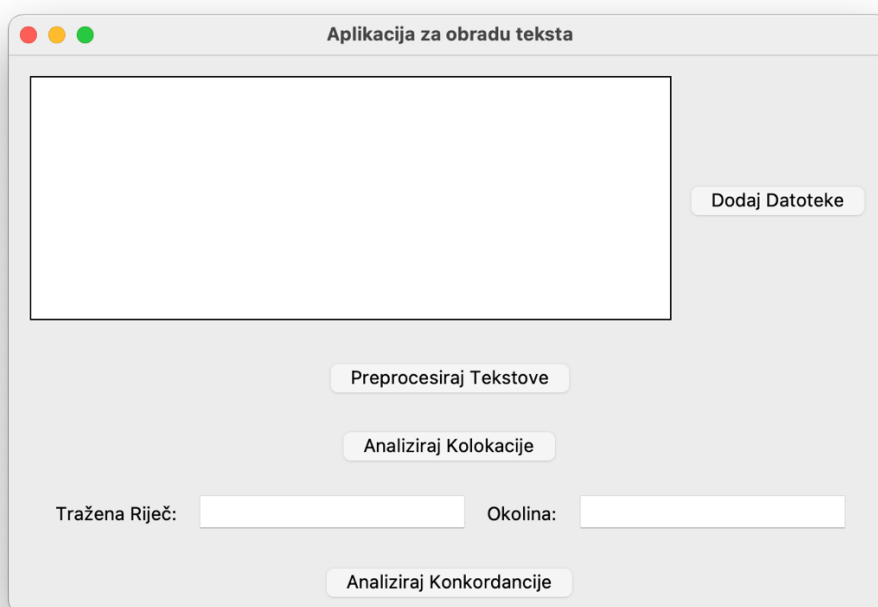 Aplikacija za obradu teksta
Dodaj Datoteke
Preprocesiraj Tekstove
Analiziraj Kolokacije
Tražena Riječ: Okolina:
Analiziraj Konkordancije